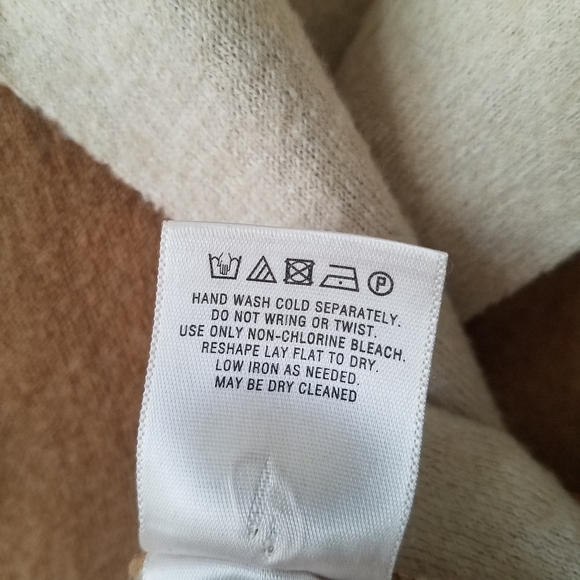 P
HAND WASH COLD SEPARATELY.
DO NOT WRING OR TWIST.
USE ONLY NON-CHLORINE BLEACH.
RESHAPE LAY FLAT TO DRY.
LOW IRON AS NEEDED.
MAY BE DRY CLEANED